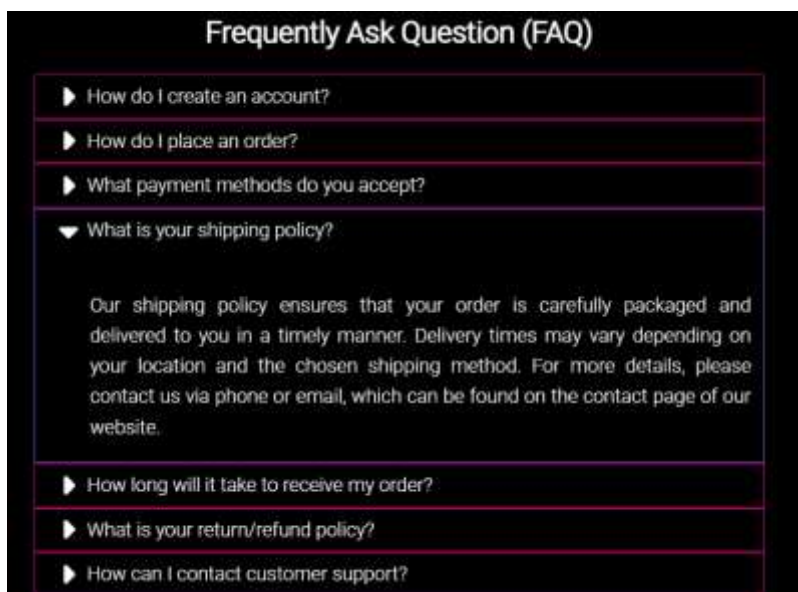 Frequently Ask Question (FAQ)
How do I create an account?
How do I place an order?
What payment methods do you accept?
What is your shipping policy?
Our shipping policy ensures that your order is carefully packaged and
delivered to you in a timely manner. Delivery times may vary depending on
your location and the chosen shipping method. For more details, please
contact us via phone or email, which can be found on the contact page of our
website.
How long will it take to receive my order?
What is your return/refund policy?
How can I contact customer support?